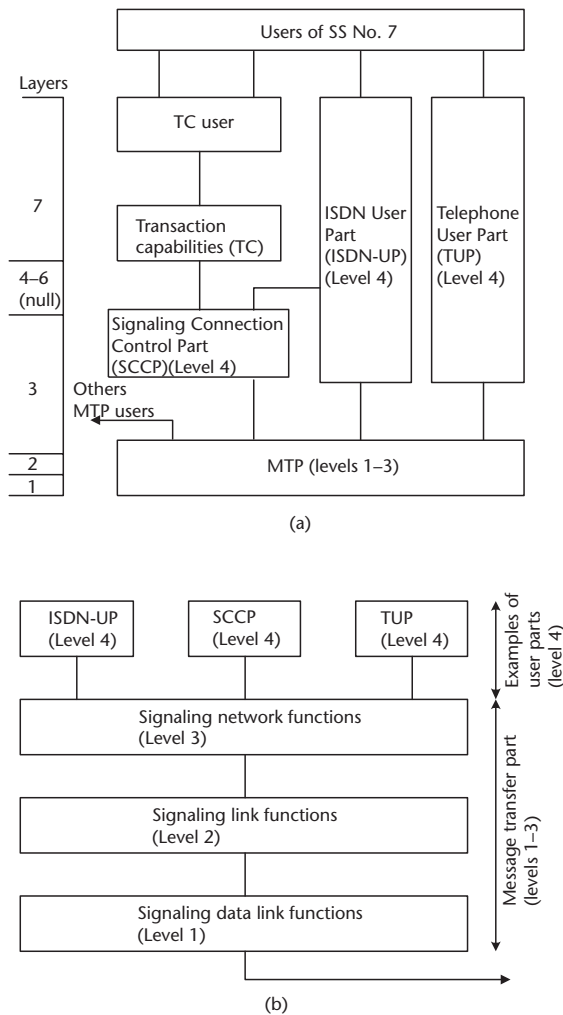 Users of SS No. 7
Layers
TC user
7
Transaction
capabilities (TC)
ISDN User
Part
(ISDN-UP)
(Level 4)
Telephone
User Part
(TUP)
(Level 4)
4–6
(null)
Signaling Connection
Control Part
(SCCP)(Level 4)
3
Others
MTP users
2
1
MTP (levels 1–3)
(a)
ISDN-UP
(Level 4)
SCCP
(Level 4)
TUP
(Level 4)
Examples of
user parts
(level 4)
Signaling network functions
(Level 3)
Signaling link functions
(Level 2)
Signaling data link functions
(Level 1)
Message transfer part
(levels 1–3)
(b)